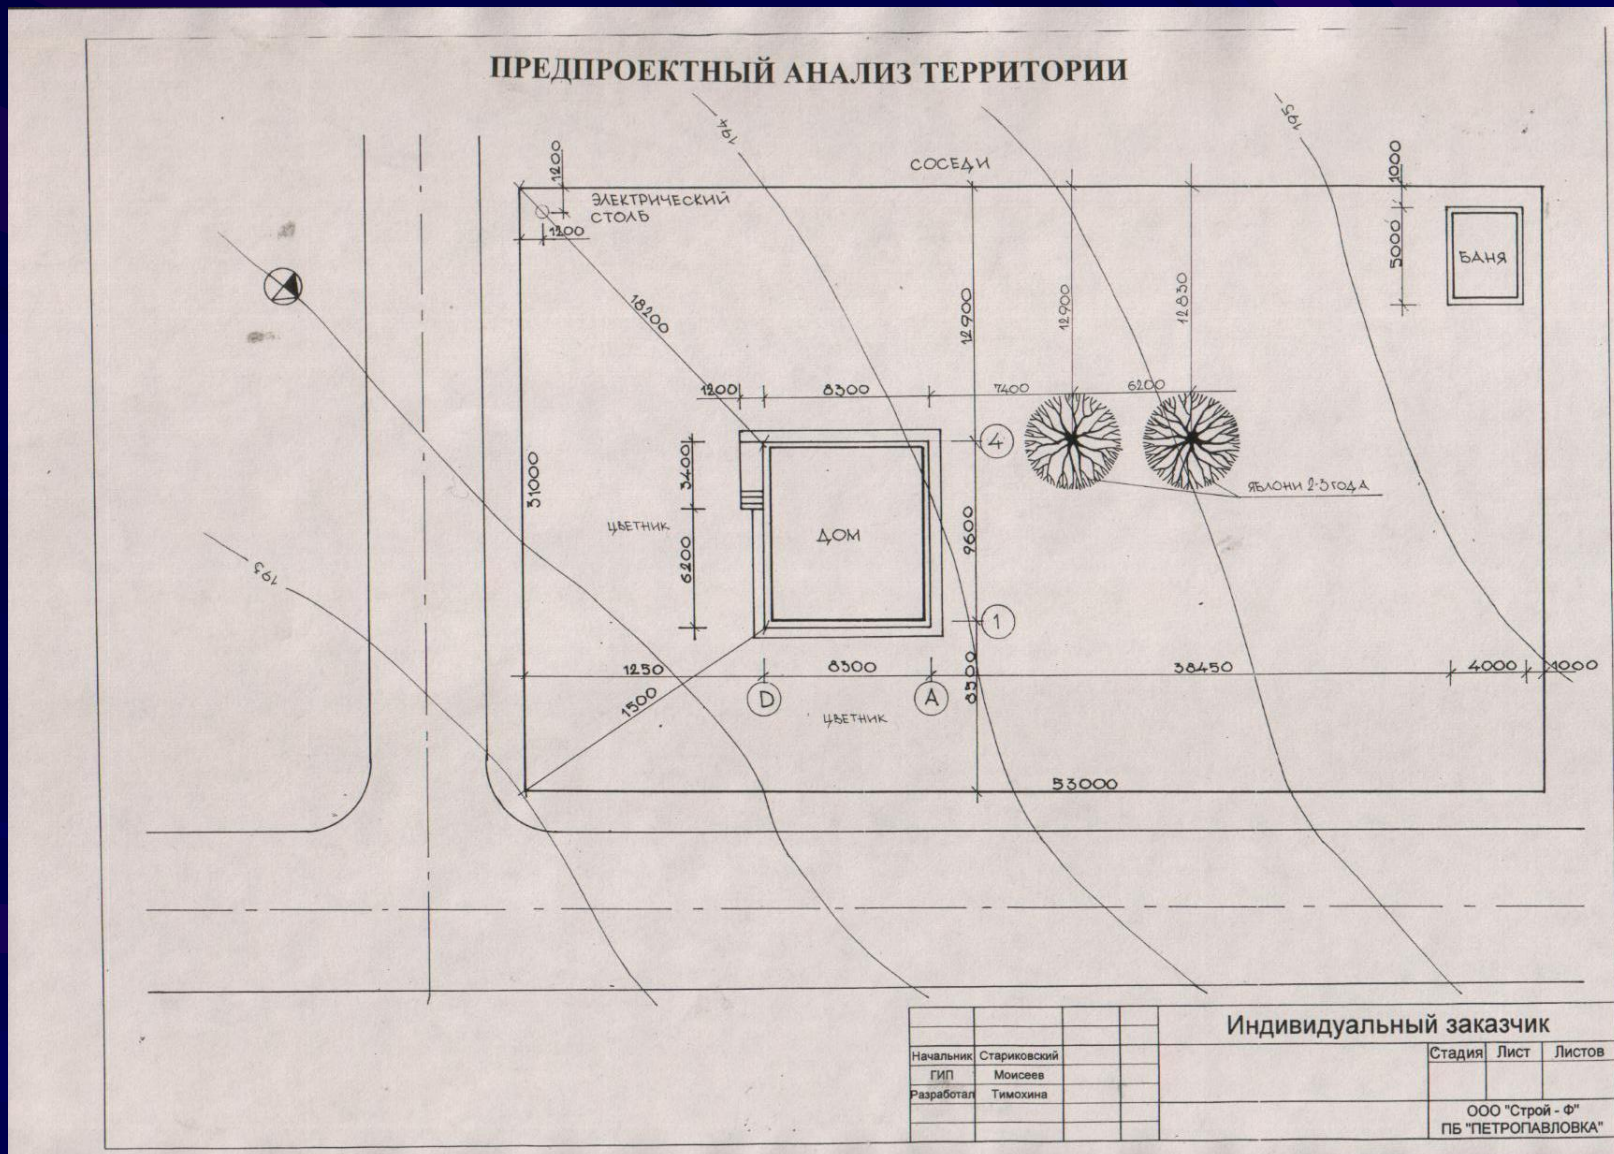 ПРЕДПРОЕКТНЫЙ АНАЛИЗ ТЕРРИТОРИИ
194
195
СОСЕДИ
1200
1000
ЭЛЕКТРИЧЕСКИЙ
СТОЛБ
1200
5000
БАНЯ
18200
12900
12900
12830
1200
8300
7400
6200
4
3400
31000
ЯБЛОНИ 2-3 ГОДА
ЦВЕТНИК
ДОМ
9600
6200
193
1
1250
8300
38450
4000
1000
8500
1500
D
A
ЦВЕТНИК
53000
Индивидуальный заказчик
Начальник Стариковский
Стадия Лист Листов
ГИП Моисеев
Разработал Тимохина
ООО "Строй - Ф"
ПБ "ПЕТРОПАВЛОВКА"